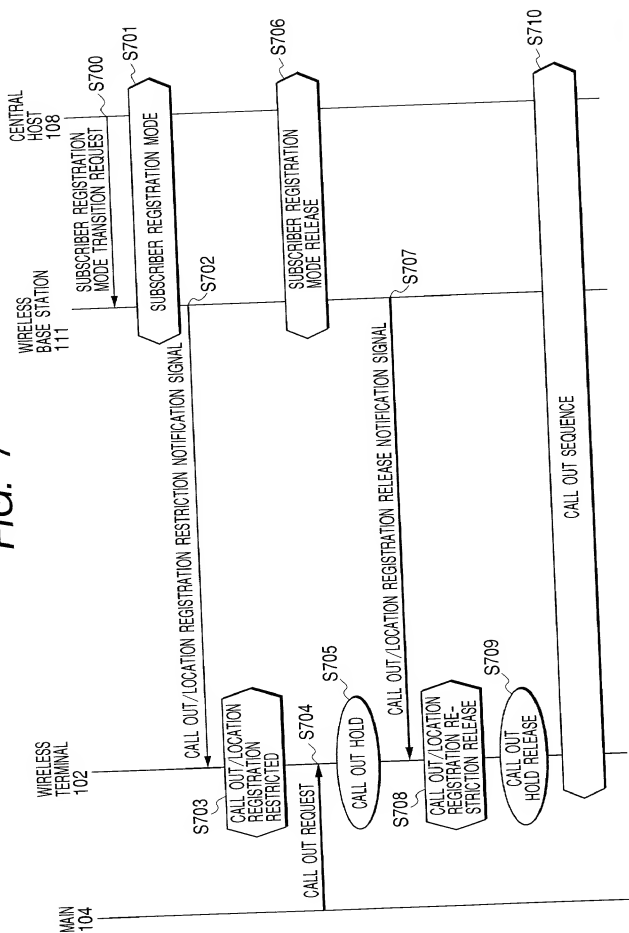 FIG. 7
MAIN
104
WIRELESS
TERMINAL
102
WIRELESS
BASE STATION
111
CENTRAL
HOST
108
SUBSCRIBER REGISTRATION
MODE TRANSITION REQUEST
S700
SUBSCRIBER REGISTRATION MODE
S701
CALL OUT/LOCATION REGISTRATION RESTRICTION NOTIFICATION SIGNAL
S702
S703
CALL OUT/LOCATION
REGISTRATION
RESTRICTED
CALL OUT REQUEST
S704
CALL OUT HOLD
S705
SUBSCRIBER REGISTRATION
MODE RELEASE
S706
CALL OUT/LOCATION REGISTRATION RELEASE NOTIFICATION SIGNAL
S707
S708
CALL OUT/LOCATION
REGISTRATION RE-
STRICTION RELEASE
CALL OUT
HOLD RELEASE
S709
CALL OUT SEQUENCE
S710